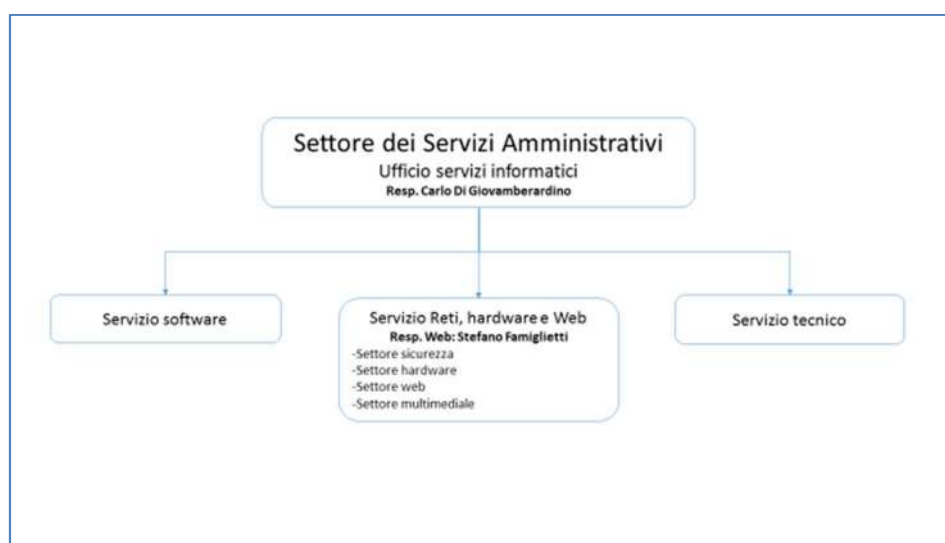 Settore dei Servizi Amministrativi
Ufficio servizi informatici
Resp. Carlo Di Giovamberardino
Servizio software
Servizio Reti, hardware e Web
Resp. Web: Stefano Famiglietti
-Settore sicurezza
-Settore hardware
-Settore web
-Settore multimediale
Servizio tecnico